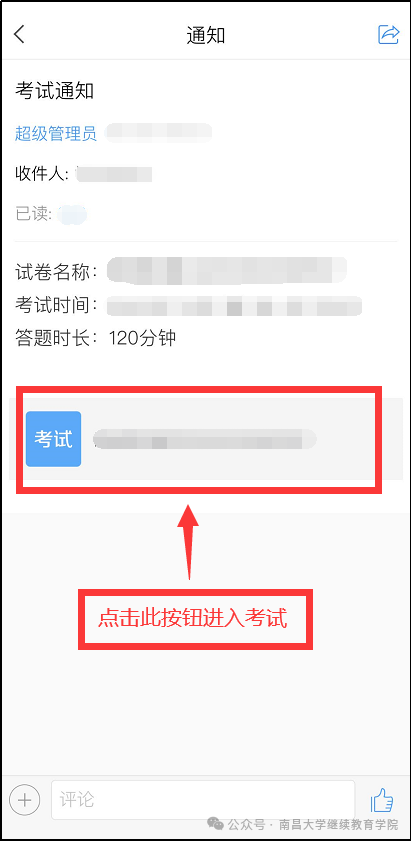 通知
考试通知
超级管理员
收件人:
已读:
试卷名称:
考试时间:
答题时长: 120分钟
考试
点击此按钮进入考试
评论
公众号·南昌大学继续教育学院